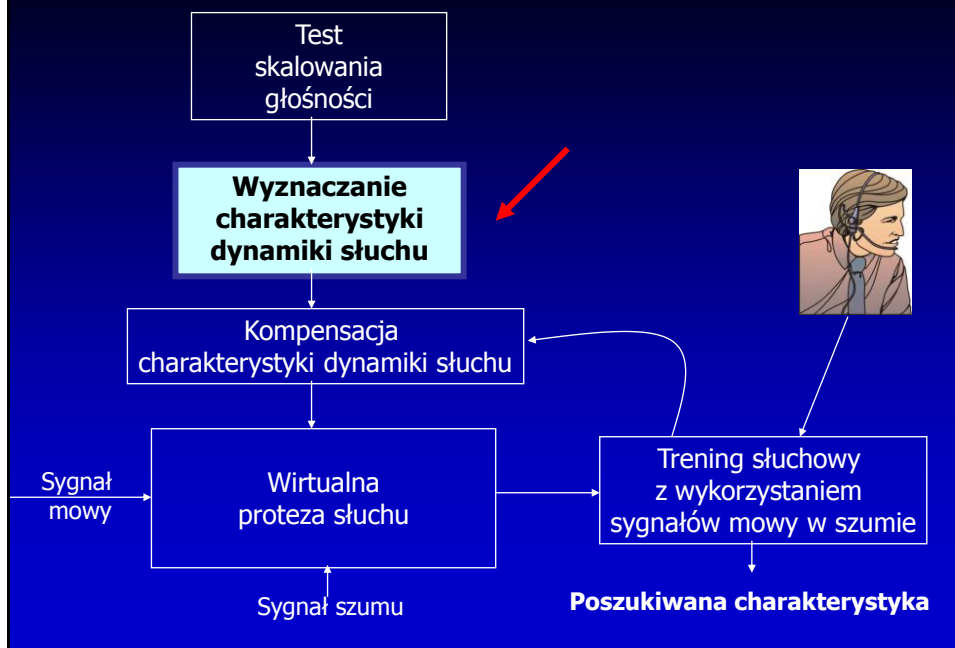 Test
skalowania
głośności
Wyznaczanie
charakterystyki
dynamiki słuchu
Kompensacja
charakterystyki dynamiki słuchu
Sygnał
mowy
Wirtualna
proteza słuchu
Trening słuchowy
z wykorzystaniem
sygnałów mowy w szumie
Sygnał szumu
Poszukiwana charakterystyka